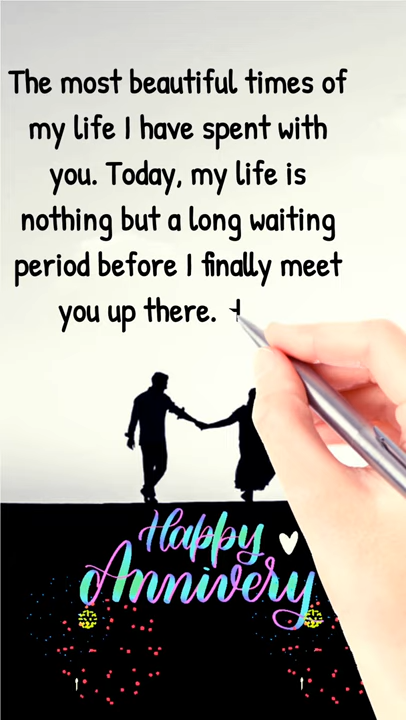 The most beautiful times of
my life I have spent with
you. Today, my life is
nothing but a long waiting
period before I finally meet
you up there.
Happy
Annivery